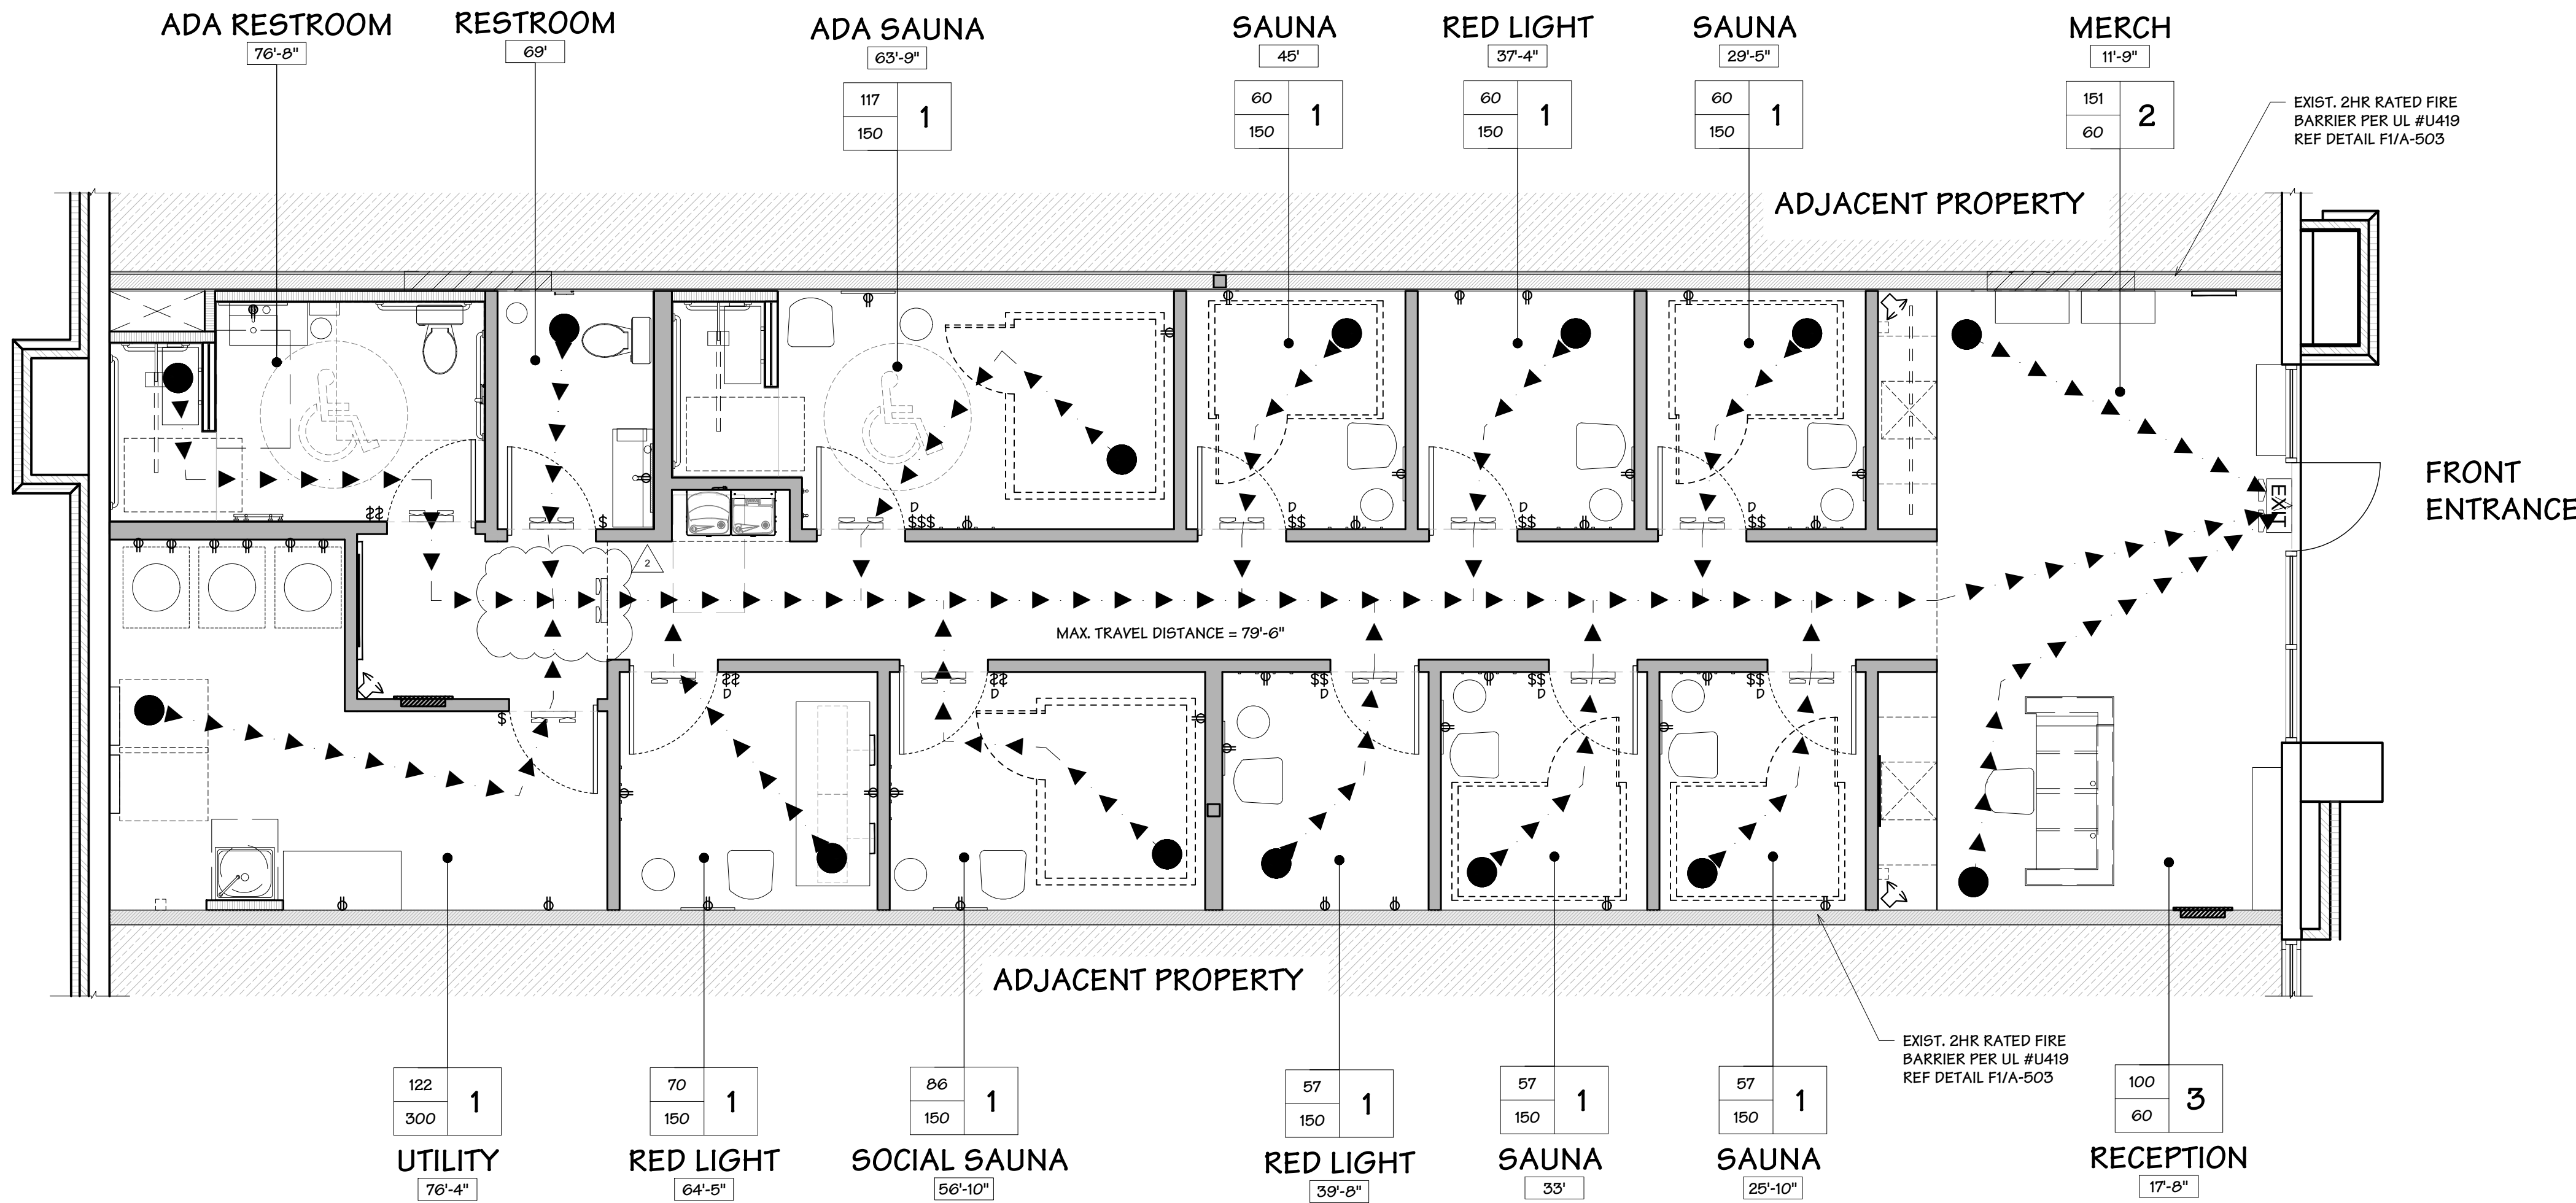 ADA RESTROOM
76'-8"
RESTROOM
69'
ADA SAUNA
63'-9"
117
150
1
SAUNA
45'
60
150
1
RED LIGHT
37'-4"
60
150
1
SAUNA
29'-5"
60
150
1
MERCH
11'-9"
151
60
2
EXIST. 2HR RATED FIRE
BARRIER PER UL #U419
REF DETAIL F1/A-503
ADJACENT PROPERTY
FRONT
ENTRANCE
EXIT
$$
$
D
$$$
D
$$
D
$$
D
$$
2
MAX. TRAVEL DISTANCE = 79'-6"
$
$$
D
$$
D
$$
D
$$
D
$$
D
ADJACENT PROPERTY
EXIST. 2HR RATED FIRE
BARRIER PER UL #U419
REF DETAIL F1/A-503
122
300
1
UTILITY
76'-4"
70
150
1
RED LIGHT
64'-5"
86
150
1
SOCIAL SAUNA
56'-10"
57
150
1
RED LIGHT
39'-8"
57
150
1
SAUNA
33'
57
150
1
SAUNA
25'-10"
100
60
3
RECEPTION
17'-8"